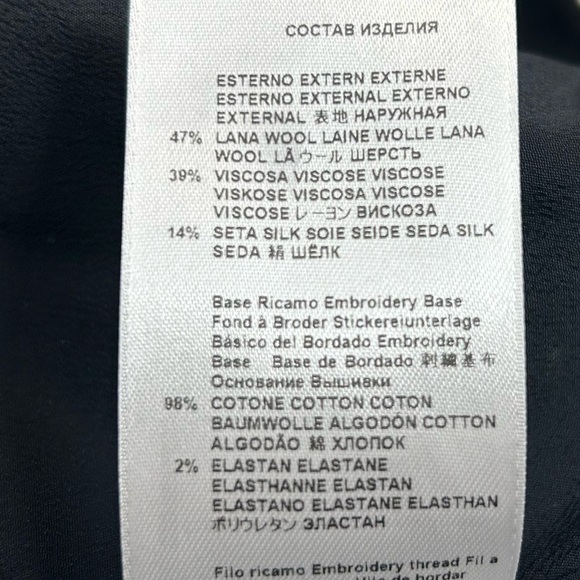 СОСТАВ ИЗДЕЛИЯ
ESTERNO EXTERN EXTERNE
ESTERNO EXTERNAL EXTERNO
EXTERNAL 表地 НАРУЖНАЯ
47% LANA WOOL LAINE WOLLE LANA
WOOL LÃ ウール ШЕРСТЬ
39% VISCOSA VISCOSE VISCOSE
VISKOSE VISCOSA VISCOSE
VISCOSE レーヨン ВИСКОЗА
14% SETA SILK SOIE SEIDE SEDA SILK
SEDA 絹 ШЁЛК
Base Ricamo Embroidery Base
Fond à Broder Stickereiunterlage
Básico del Bordado Embroidery
Base Base de Bordado 刺繍基布
Основание Вышивки
98% COTONE COTTON COTON
BAUMWOLLE ALGODÓN COTTON
ALGODÃO 綿 ХЛОПОК
2% ELASTAN ELASTANE
ELASTHANNE ELASTAN
ELASTANO ELASTANE ELASTHAN
ポリウレタン ЭЛАСТАН
Filo ricamo Embroidery thread Fil a
de bordar